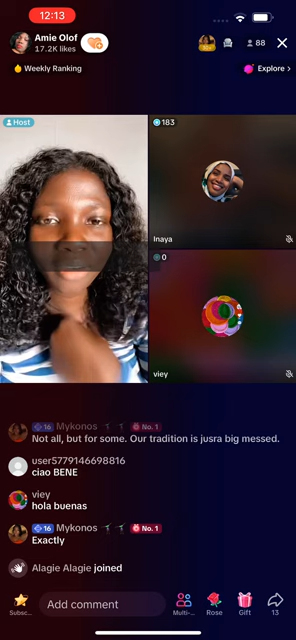 12:13
Amie Olof
17.2K likes
88
Weekly Ranking
Explore >
Host
183
Inaya
0
viey
16 Mykonos No. 1
Not all, but for some. Our tradition is jusra big messed.
user5779146698816
ciao BENE
viey
hola buenas
16 Mykonos No. 1
Exactly
Alagie Alagie joined
Subsc...
Add comment
Multi-...
Rose
Gift
13